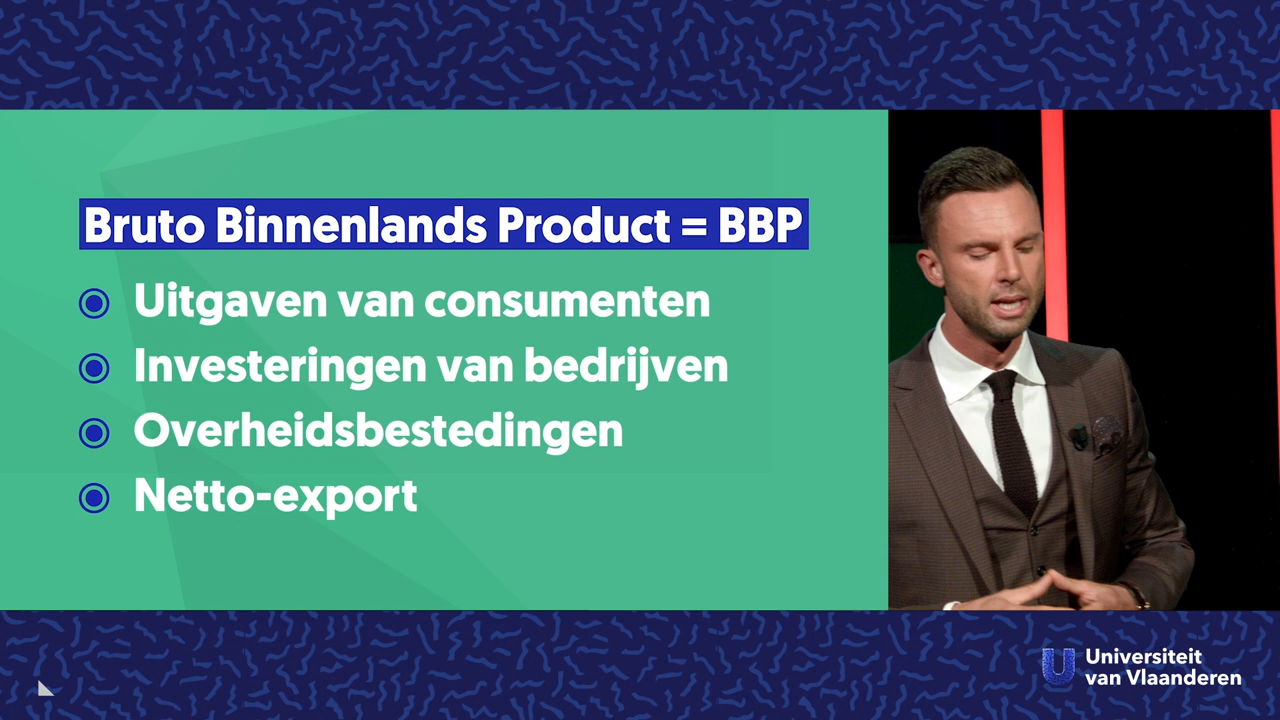 Bruto Binnenlands Product = BBP
Uitgaven van consumenten
Investeringen van bedrijven
Overheidsbestedingen
Netto-export
Universiteit
van Vlaanderen